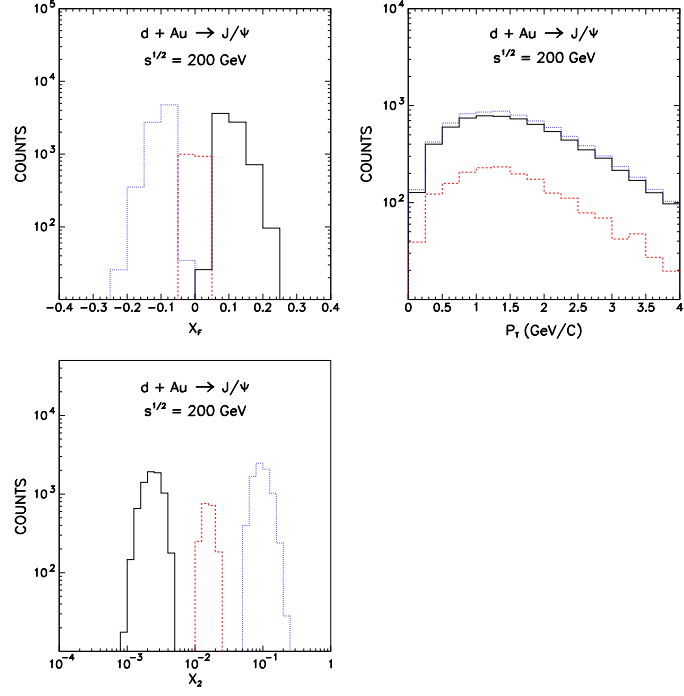 d + Au → J/Ψ
s^1/2 = 200 GeV
COUNTS
10^5
10^4
10^3
10^2
-0.4 -0.3 -0.2 -0.1 0 0.1 0.2 0.3 0.4
X_F
d + Au → J/Ψ
s^1/2 = 200 GeV
COUNTS
10^4
10^3
10^2
0 0.5 1 1.5 2 2.5 3 3.5 4
P_T (GeV/C)
d + Au → J/Ψ
s^1/2 = 200 GeV
COUNTS
10^4
10^3
10^2
10^-4 10^-3 10^-2 10^-1 1
X_2